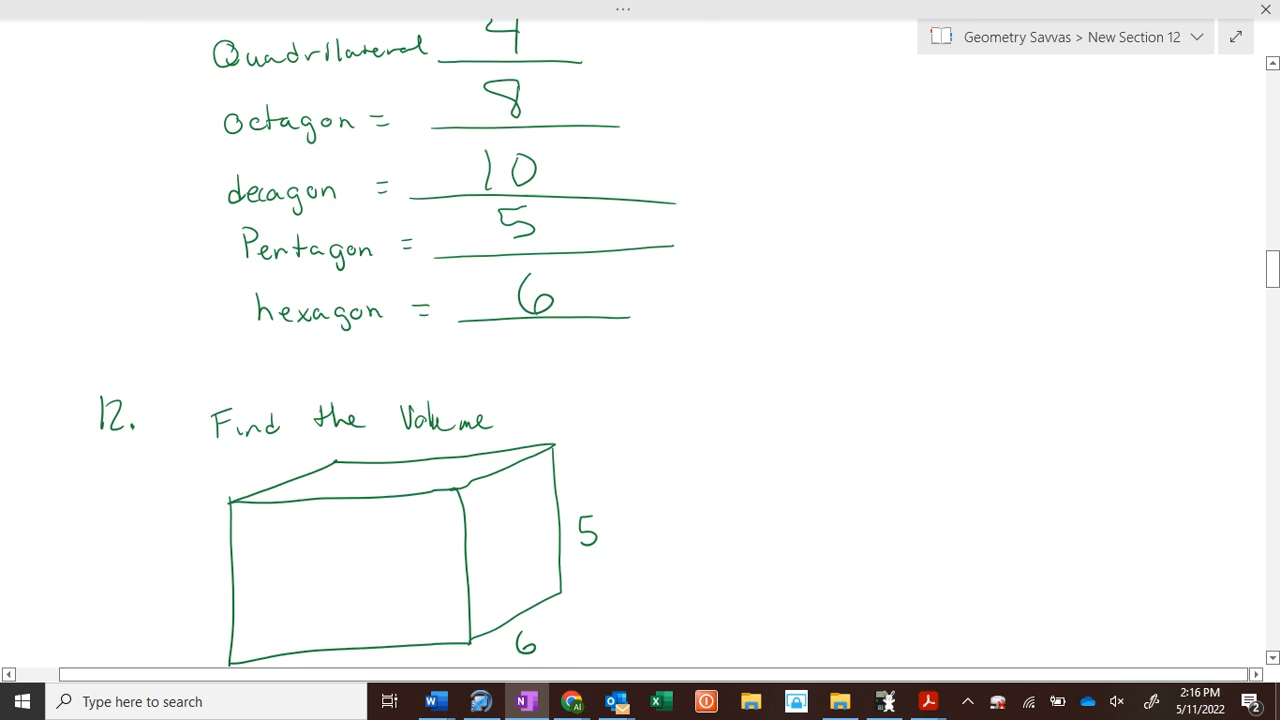 ...
Geometry Savvas > New Section 12
Quadrilateral 4
octagon = 8
decagon = 10
Pentagon = 5
hexagon = 6
12. Find the Volume
5
6
Type here to search
2:16 PM
5/11/2022
2